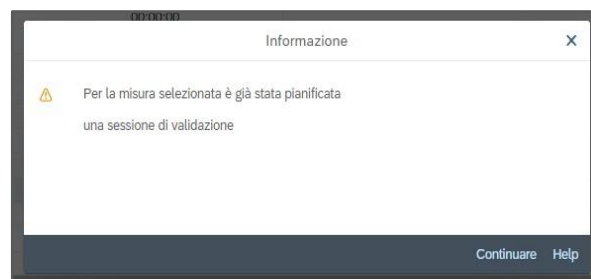 00:00:00
Informazione
Per la misura selezionata è già stata pianificata
una sessione di validazione
Continuare Help